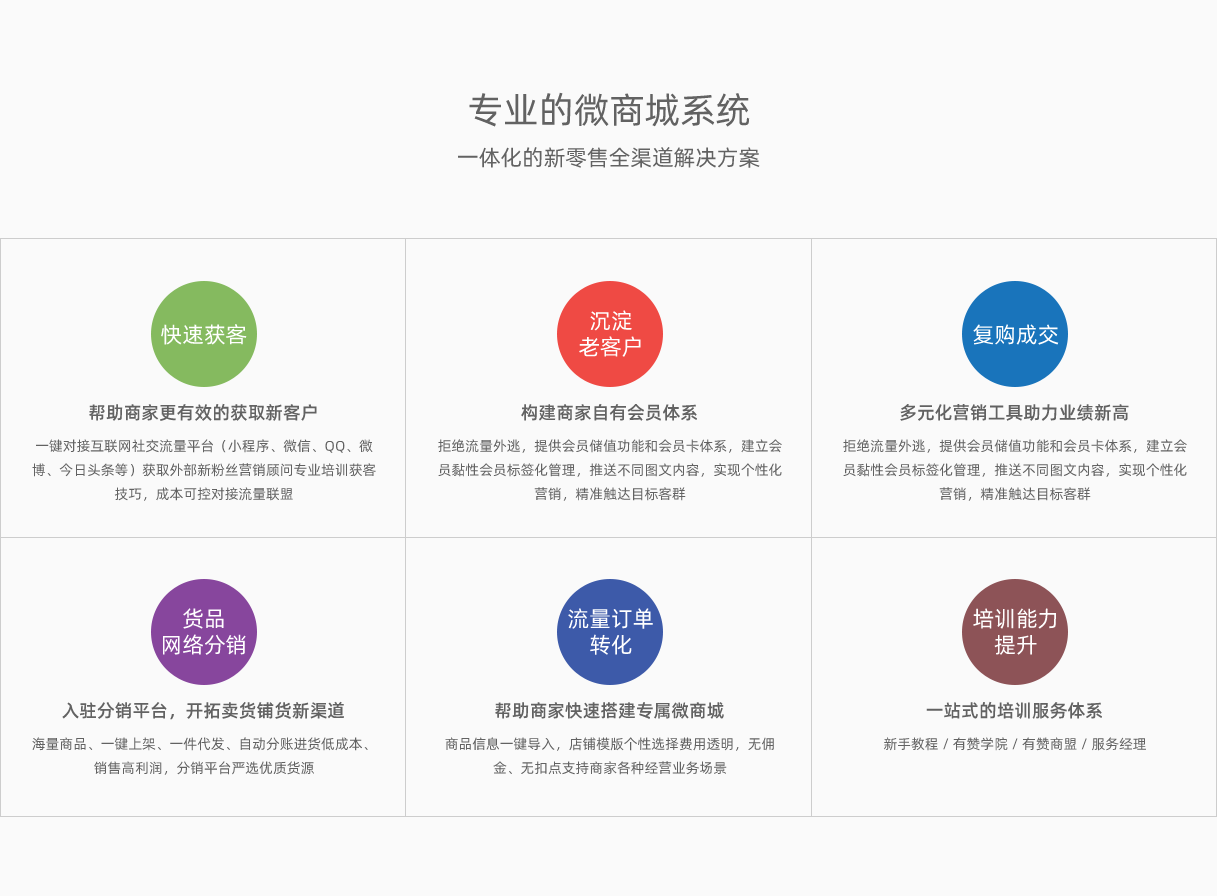 专业的微商城系统
一体化的新零售全渠道解决方案
快速获客
帮助商家更有效的获取新客户
一键对接互联网社交流量平台（小程序、微信、QQ、微
博、今日头条等）获取外部新粉丝营销顾问专业培训获客
技巧，成本可控对接流量联盟
沉淀
老客户
构建商家自有会员体系
拒绝流量外逃，提供会员储值功能和会员卡体系，建立会
员黏性会员标签化管理，推送不同图文内容，实现个性化
营销，精准触达目标客群
复购成交
多元化营销工具助力业绩新高
拒绝流量外逃，提供会员储值功能和会员卡体系，建立会
员黏性会员标签化管理，推送不同图文内容，实现个性化
营销，精准触达目标客群
货品
网络分销
入驻分销平台，开拓卖货铺货新渠道
海量商品、一键上架、一件代发、自动分账进货低成本、
销售高利润，分销平台严选优质货源
流量订单
转化
帮助商家快速搭建专属微商城
商品信息一键导入，店铺模版个性选择费用透明，无佣
金、无扣点支持商家各种经营业务场景
培训能力
提升
一站式的培训服务体系
新手教程 / 有赞学院 / 有赞商盟 / 服务经理